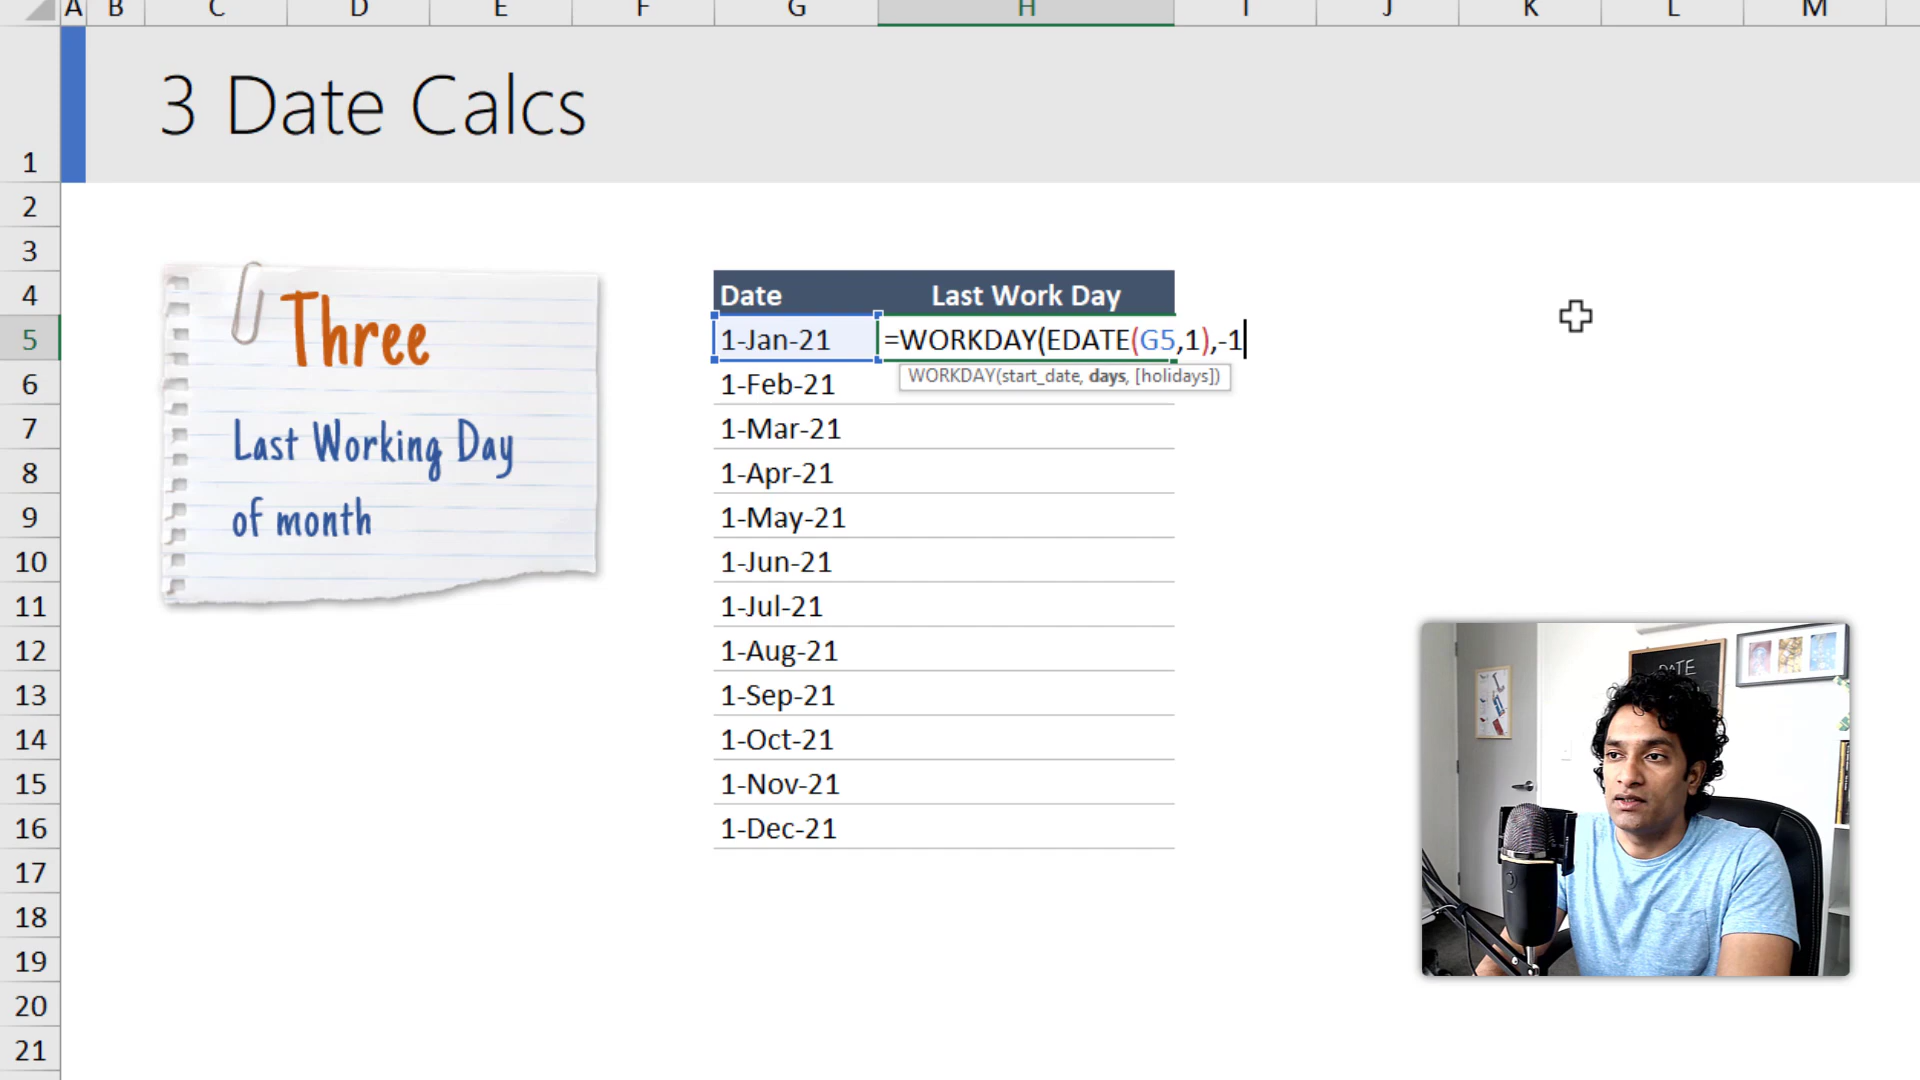 A B C D E F G H I J K L M
3 Date Calcs
1
2
3
4 Date Last Work Day
5 1-Jan-21 =WORKDAY(EDATE(G5,1),-1
WORKDAY(start_date, days, [holidays])
6 1-Feb-21
7 1-Mar-21
8 1-Apr-21
9 1-May-21
10 1-Jun-21
11 1-Jul-21
12 1-Aug-21
13 1-Sep-21
14 1-Oct-21
15 1-Nov-21
16 1-Dec-21
17
18
19
20
21
Three
Last Working Day
of month
DATE